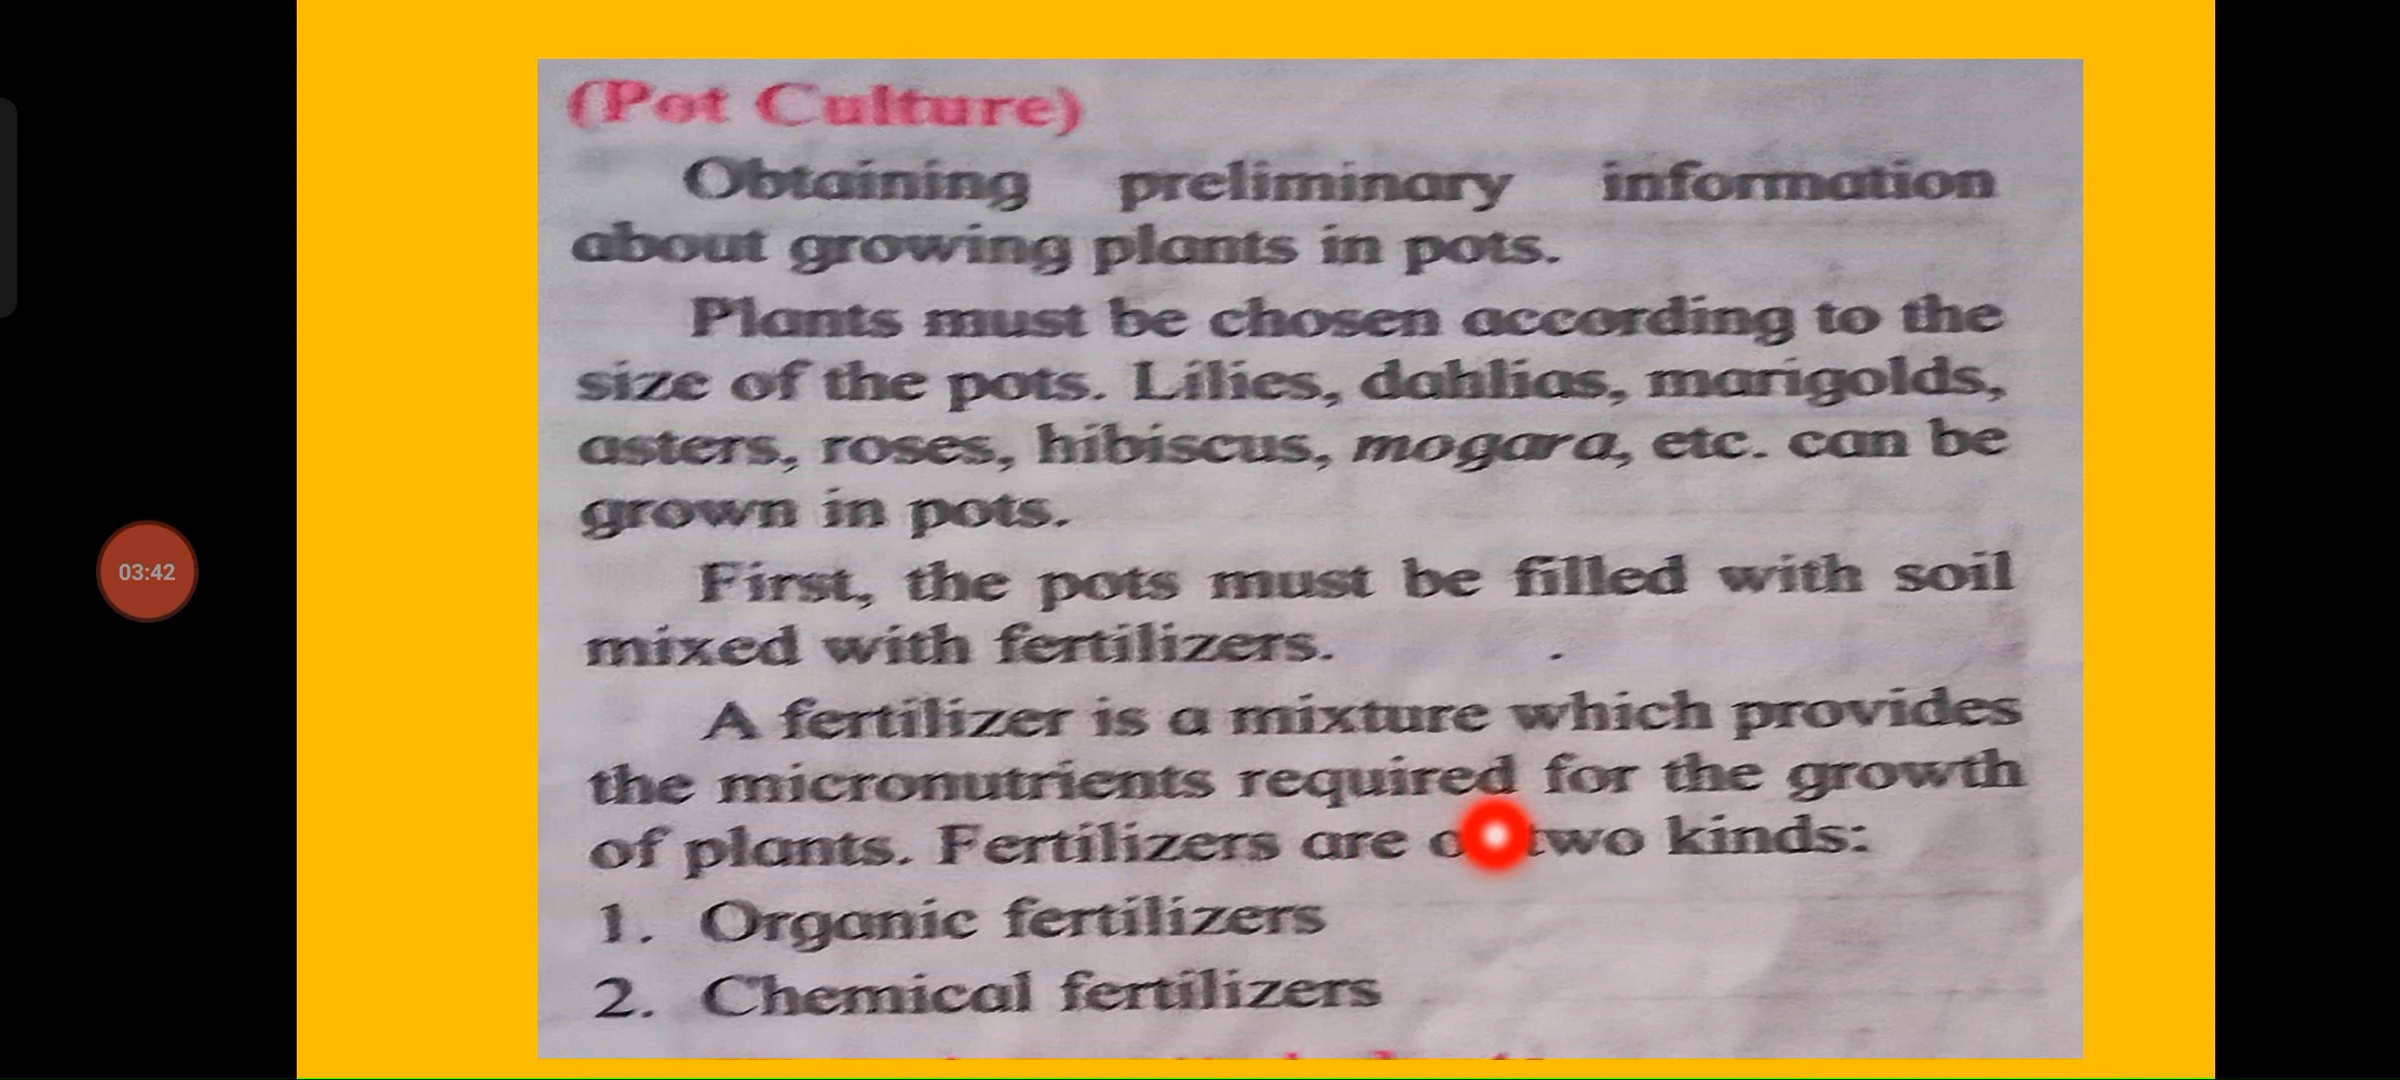 (Pot Culture)
Obtaining preliminary information
about growing plants in pots.
Plants must be chosen according to the
size of the pots. Lilies, dahlias, marigolds,
asters, roses, hibiscus, mogara, etc. can be
grown in pots.
First, the pots must be filled with soil
mixed with fertilizers.
A fertilizer is a mixture which provides
the micronutrients required for the growth
of plants. Fertilizers are two kinds:
1. Organic fertilizers
2. Chemical fertilizers
03:42